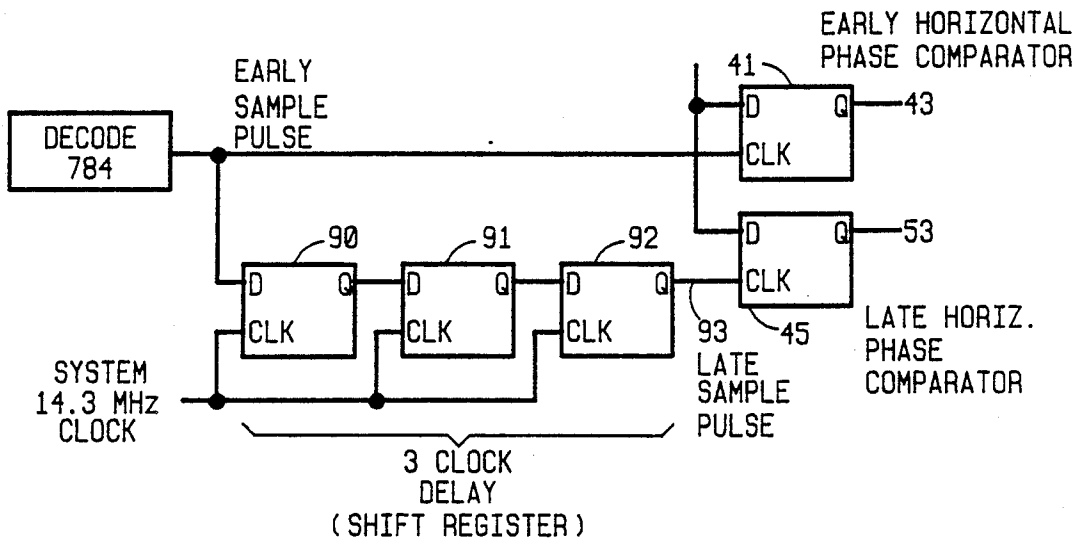 EARLY HORIZONTAL
PHASE COMPARATOR
EARLY
SAMPLE
PULSE
41
D Q 43
CLK
DECODE
784
D Q 53
CLK
45
90
91
92
D Q
CLK
D Q
CLK
D Q
CLK
93
LATE
SAMPLE
PULSE
LATE HORIZ.
PHASE
COMPARATOR
SYSTEM
14.3 MHz
CLOCK
3 CLOCK
DELAY
(SHIFT REGISTER)